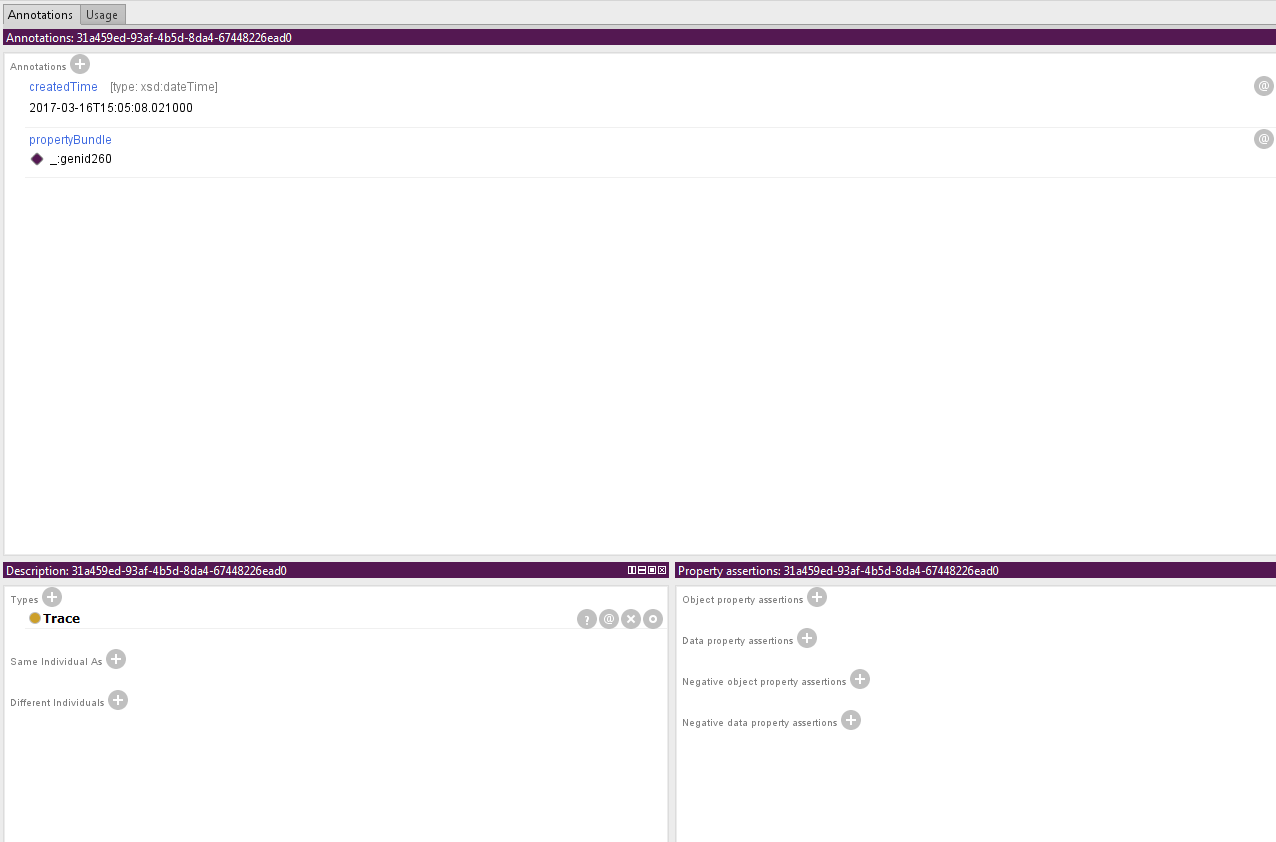 Annotations Usage
Annotations: 31a459ed-93af-4b5d-8da4-67448226ead0
Annotations
createdTime [type: xsd:dateTime]
2017-03-16T15:05:08.021000
propertyBundle
_:genid260
Description: 31a459ed-93af-4b5d-8da4-67448226ead0
Types
Trace
Same Individual As
Different Individuals
Property assertions: 31a459ed-93af-4b5d-8da4-67448226ead0
Object property assertions
Data property assertions
Negative object property assertions
Negative data property assertions